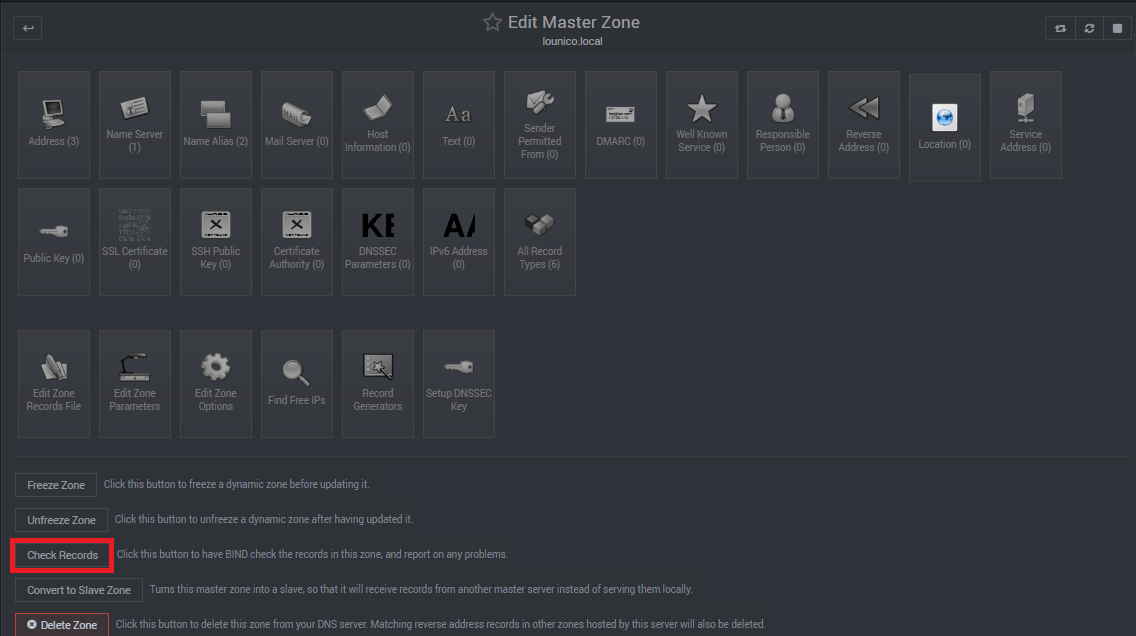 Edit Master Zone
lounico.local
Address (3)
Name Server
(1)
Name Alias (2)
Mail Server (0)
Host
Information (0)
Aa
Text (0)
Sender
Permitted
From (0)
DMARC (0)
Well Known
Service (0)
Responsible
Person (0)
Reverse
Address (0)
Location (0)
Service
Address (0)
Public Key (0)
SSL Certificate
(0)
SSH Public
Key (0)
Certificate
Authority (0)
KE
DNSSEC
Parameters (0)
AA
IPv6 Address
(0)
All Record
Types (6)
Edit Zone
Records File
Edit Zone
Parameters
Edit Zone
Options
Find Free IPs
Record
Generators
Setup DNSSEC
Key
Freeze Zone Click this button to freeze a dynamic zone before updating it.
Unfreeze Zone Click this button to unfreeze a dynamic zone after having updated it.
Check Records Click this button to have BIND check the records in this zone, and report on any problems.
Convert to Slave Zone Turns this master zone into a slave, so that it will receive records from another master server instead of serving them locally.
Delete Zone Click this button to delete this zone from your DNS server. Matching reverse address records in other zones hosted by this server will also be deleted.